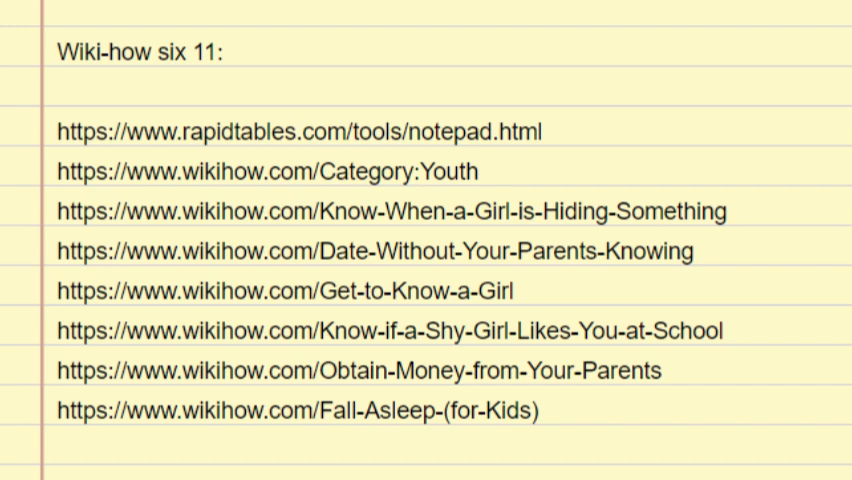 Wiki-how six 11:
https://www.rapidtables.com/tools/notepad.html
https://www.wikihow.com/Category:Youth
https://www.wikihow.com/Know-When-a-Girl-is-Hiding-Something
https://www.wikihow.com/Date-Without-Your-Parents-Knowing
https://www.wikihow.com/Get-to-Know-a-Girl
https://www.wikihow.com/Know-if-a-Shy-Girl-Likes-You-at-School
https://www.wikihow.com/Obtain-Money-from-Your-Parents
https://www.wikihow.com/Fall-Asleep-(for-Kids)